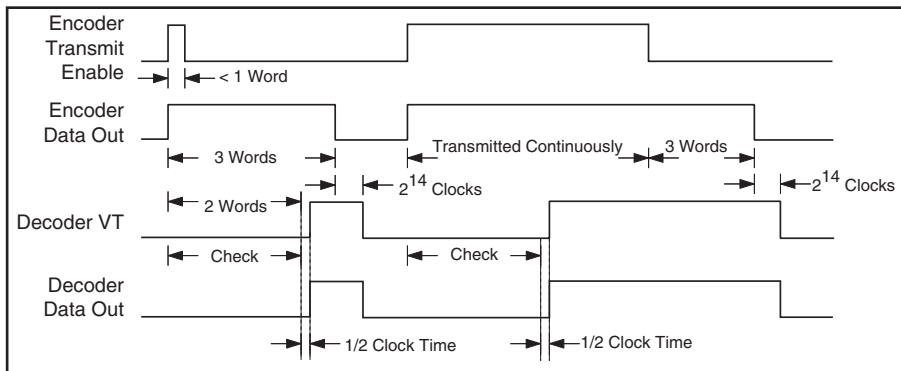 Encoder
Transmit
Enable
< 1 Word
Encoder
Data Out
3 Words
Transmitted Continuously
3 Words
2^14 Clocks
2^14 Clocks
2 Words
Decoder VT
Check
Check
Decoder
Data Out
1/2 Clock Time
1/2 Clock Time